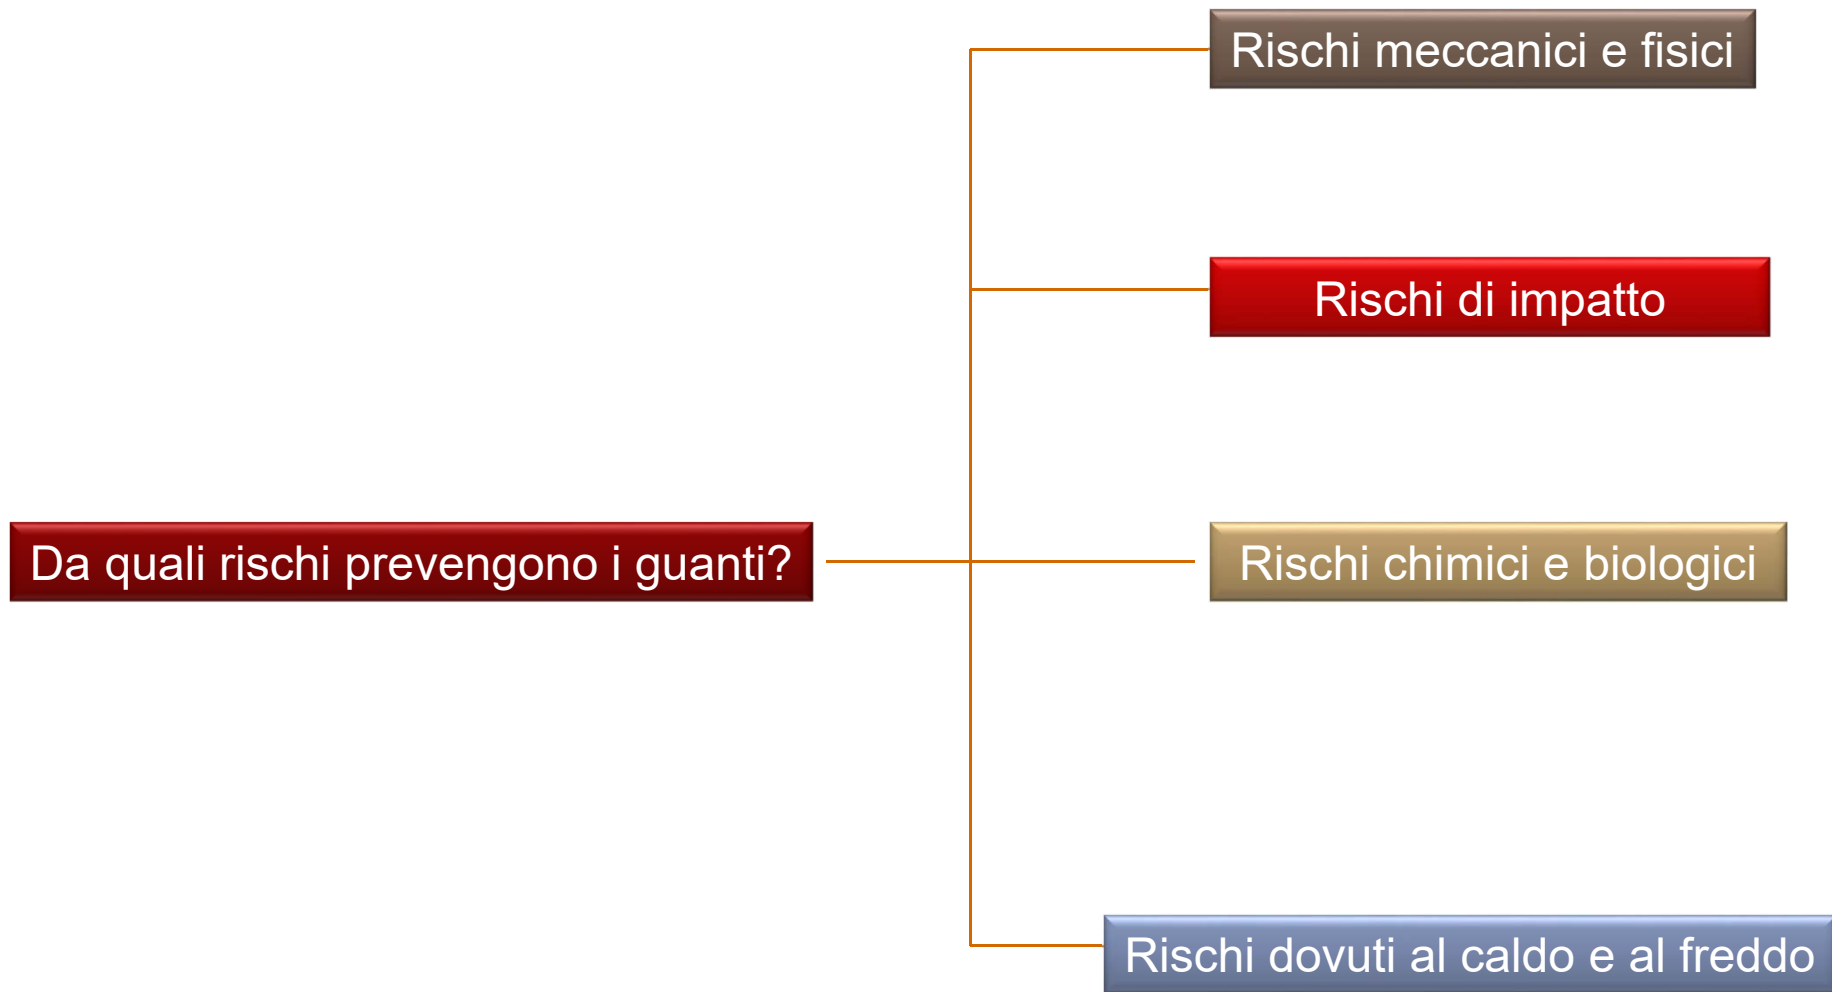 Rischi meccanici e fisici
Rischi di impatto
Da quali rischi prevengono i guanti?
Rischi chimici e biologici
Rischi dovuti al caldo e al freddo